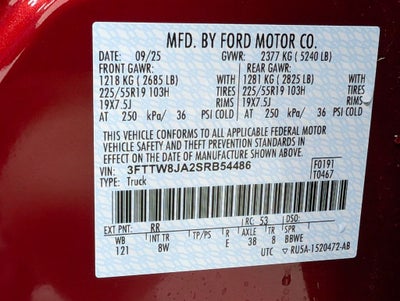 MFD. BY FORD MOTOR CO.
DATE: 09/25 GVWR: 2377 KG ( 5240 LB)
FRONT GAWR: REAR GAWR:
1218 KG ( 2685 LB) 1281 KG ( 2825 LB)
TIRES TIRES
225/55R19 103H 225/55R19 103H
RIMS RIMS
19X7.5J 19X7.5J
AT 250 kPa/ 36 PSI COLD AT 250 kPa/ 36 PSI COLD
THIS VEHICLE CONFORMS TO ALL APPLICABLE FEDERAL MOTOR
VEHICLE SAFETY AND THEFT PREVENTION STANDARDS IN
EFFECT ON THE DATE OF MANUFACTURE SHOWN ABOVE.
VIN: 3FTTW8JA2SRB54486 F0191
TYPE: Truck T0467
EXT PNT: RR RC: 53 DSO:
WB INT TR TP/PS R AXLE TR SPR
121 8W 38 8 BBWE
UTC ▽ RU5A-1520472-AB